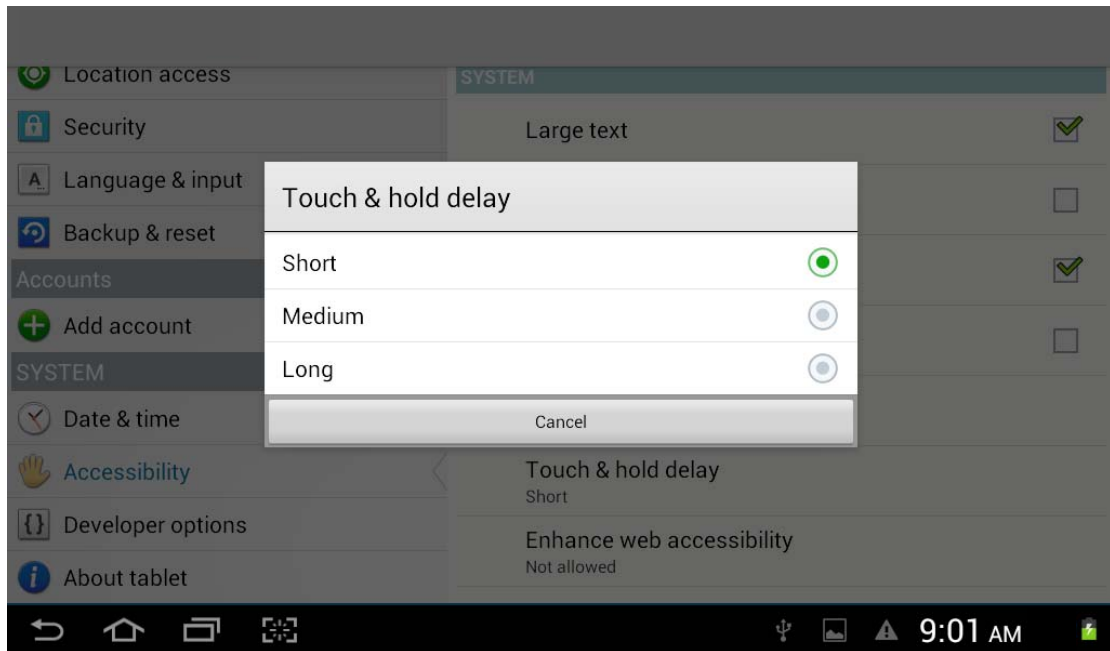 Location access
Security
Language & input
Backup & reset
Accounts
Add account
SYSTEM
Date & time
Accessibility
Developer options
About tablet
SYSTEM
Large text
Touch & hold delay
Short
Medium
Long
Cancel
Touch & hold delay
Short
Enhance web accessibility
Not allowed
9:01 AM